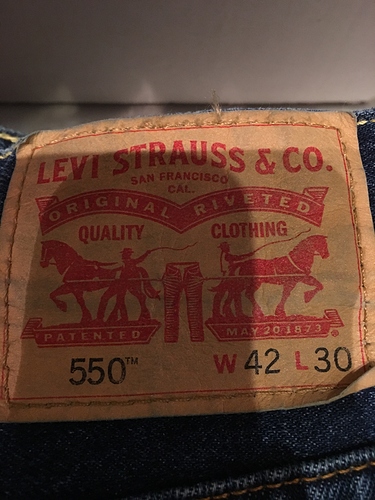 LEVI STRAUSS & CO.
SAN FRANCISCO
CAL.
ORIGINAL RIVETED
QUALITY CLOTHING
PATENTED MAY 20 1873 ®
550™ W 42 L 30